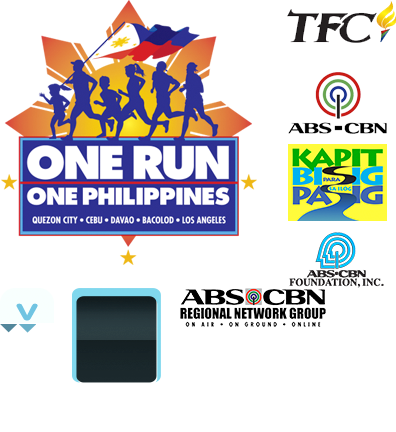 TFC
ABS-CBN
ONE RUN
ONE PHILIPPINES
QUEZON CITY • CEBU • DAVAO • BACOLOD • LOS ANGELES
KAPIT
BISIG
PARA
SA ILOG
PASIG
ABS-CBN
FOUNDATION, INC.
V
ABS-CBN
REGIONAL NETWORK GROUP
ON AIR • ON GROUND • ONLINE